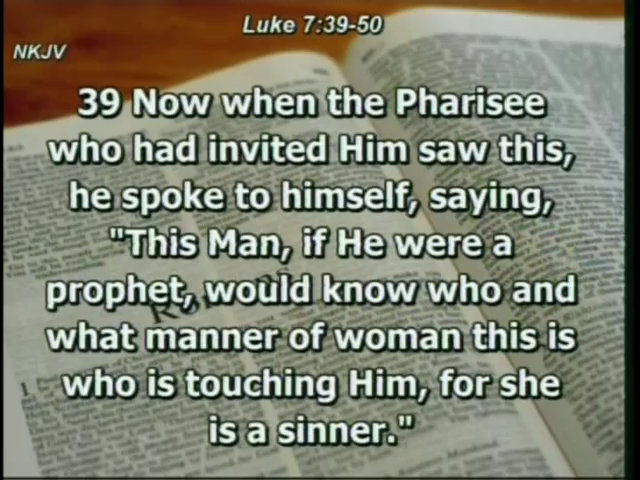 Luke 7:39-50
NKJV
39 Now when the Pharisee
who had invited Him saw this,
he spoke to himself, saying,
"This Man, if He were a
prophet, would know who and
what manner of woman this is
who is touching Him, for she
is a sinner."